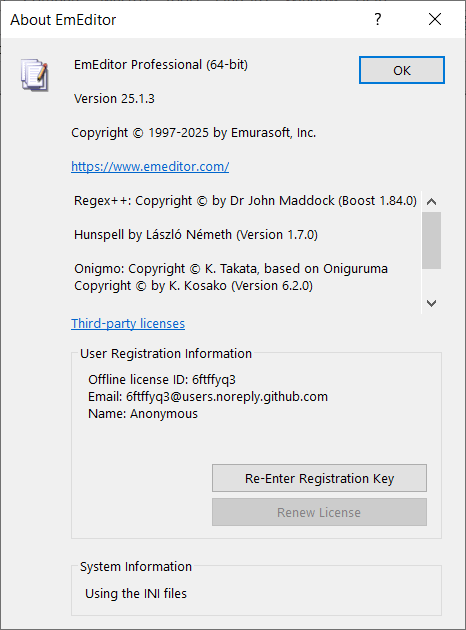 About EmEditor
?
EmEditor Professional (64-bit)
OK
Version 25.1.3
Copyright © 1997-2025 by Emurasoft, Inc.
https://www.emeditor.com/
Regex++: Copyright © by Dr John Maddock (Boost 1.84.0)
Hunspell by László Németh (Version 1.7.0)
Onigmo: Copyright © K. Takata, based on Oniguruma
Copyright © by K. Kosako (Version 6.2.0)
Third-party licenses
User Registration Information
Offline license ID: 6ftffyq3
Email: 6ftffyq3@users.noreply.github.com
Name: Anonymous
Re-Enter Registration Key
Renew License
System Information
Using the INI files